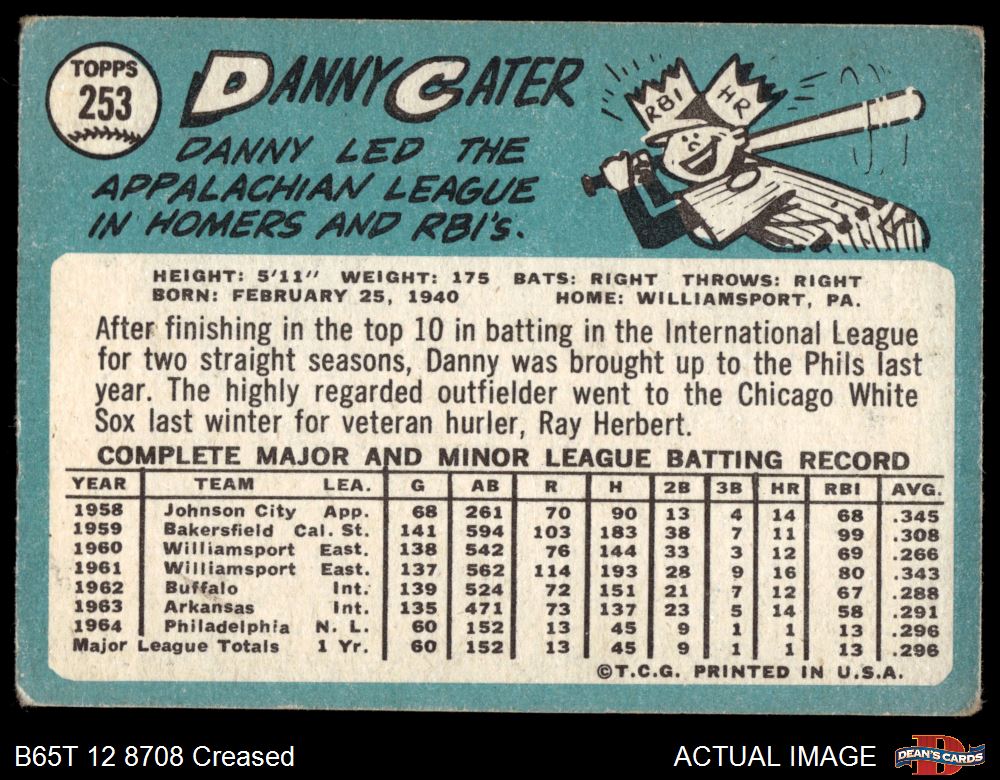 TOPPS
253
DANNY CATER
DANNY LED THE
APPALACHIAN LEAGUE
IN HOMERS AND RBI's.
RBI HR
HEIGHT: 5'11" WEIGHT: 175 BATS: RIGHT THROWS: RIGHT
BORN: FEBRUARY 25, 1940 HOME: WILLIAMSPORT, PA.
After finishing in the top 10 in batting in the International League
for two straight seasons, Danny was brought up to the Phils last
year. The highly regarded outfielder went to the Chicago White
Sox last winter for veteran hurler, Ray Herbert.
COMPLETE MAJOR AND MINOR LEAGUE BATTING RECORD
YEAR TEAM LEA. G AB R H 2B 3B HR RBI AVG.
1958 Johnson City App. 68 261 70 90 13 4 14 68 .345
1959 Bakersfield Cal. St. 141 594 103 183 38 7 11 99 .308
1960 Williamsport East. 138 542 76 144 33 3 12 69 .266
1961 Williamsport East. 137 562 114 193 28 9 16 80 .343
1962 Buffalo Int. 139 524 72 151 21 7 12 67 .288
1963 Arkansas Int. 135 471 73 137 23 5 14 58 .291
1964 Philadelphia N. L. 60 152 13 45 9 1 1 13 .296
Major League Totals 1 Yr. 60 152 13 45 9 1 1 13 .296
©T.C.G. PRINTED IN U.S.A.
B65T 12 8708 Creased ACTUAL IMAGE DEAN'S CARDS